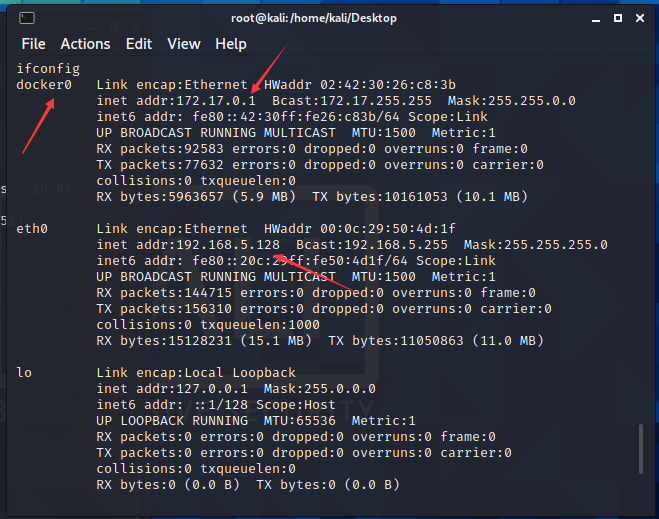 root@kali: /home/kali/Desktop
File Actions Edit View Help
ifconfig
docker0 Link encap:Ethernet HWaddr 02:42:30:26:c8:3b
inet addr:172.17.0.1 Bcast:172.17.255.255 Mask:255.255.0.0
inet6 addr: fe80::42:30ff:fe26:c83b/64 Scope:Link
UP BROADCAST RUNNING MULTICAST MTU:1500 Metric:1
RX packets:92583 errors:0 dropped:0 overruns:0 frame:0
TX packets:77632 errors:0 dropped:0 overruns:0 carrier:0
collisions:0 txqueuelen:0
RX bytes:5963657 (5.9 MB) TX bytes:10161053 (10.1 MB)
eth0 Link encap:Ethernet HWaddr 00:0c:29:50:4d:1f
inet addr:192.168.5.128 Bcast:192.168.5.255 Mask:255.255.255.0
inet6 addr: fe80::20c:29ff:fe50:4d1f/64 Scope:Link
UP BROADCAST RUNNING MULTICAST MTU:1500 Metric:1
RX packets:144715 errors:0 dropped:0 overruns:0 frame:0
TX packets:156310 errors:0 dropped:0 overruns:0 carrier:0
collisions:0 txqueuelen:1000
RX bytes:15128231 (15.1 MB) TX bytes:11050863 (11.0 MB)
lo Link encap:Local Loopback
inet addr:127.0.0.1 Mask:255.0.0.0
inet6 addr: ::1/128 Scope:Host
UP LOOPBACK RUNNING MTU:65536 Metric:1
RX packets:0 errors:0 dropped:0 overruns:0 frame:0
TX packets:0 errors:0 dropped:0 overruns:0 carrier:0
collisions:0 txqueuelen:0
RX bytes:0 (0.0 B) TX bytes:0 (0.0 B)